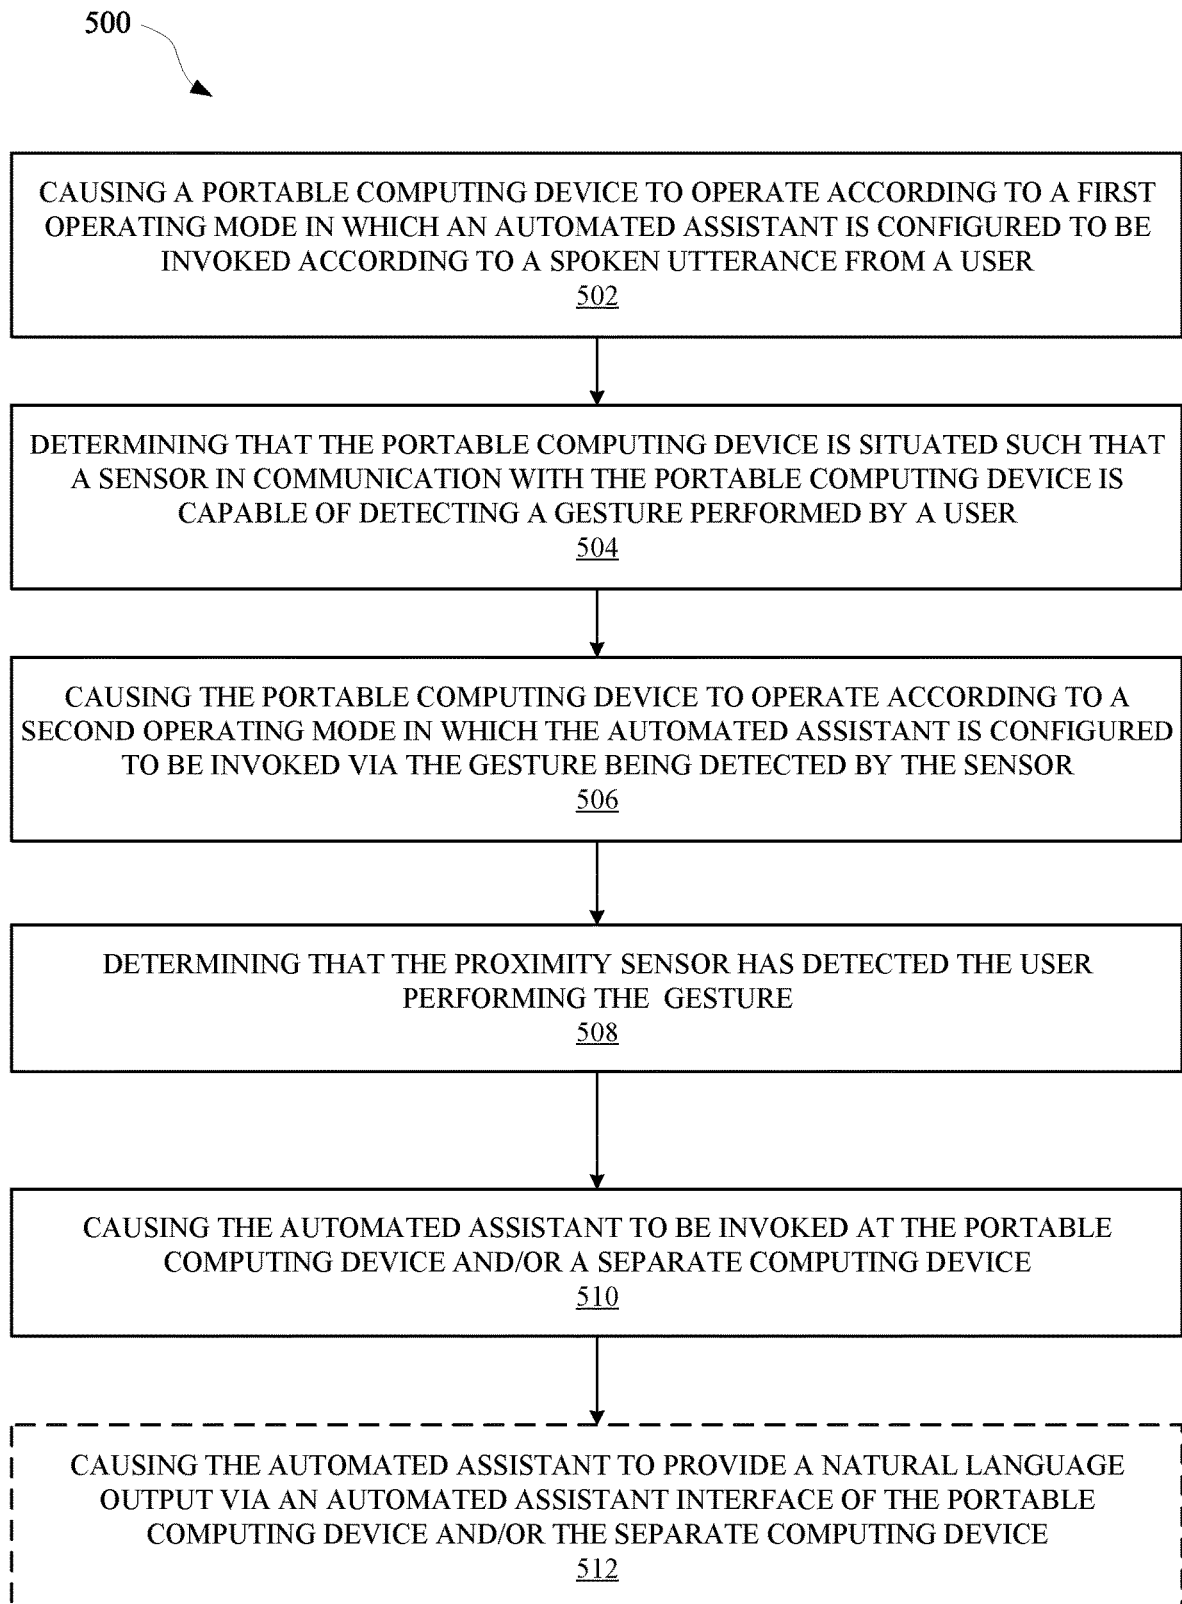 500
CAUSING A PORTABLE COMPUTING DEVICE TO OPERATE ACCORDING TO A FIRST
OPERATING MODE IN WHICH AN AUTOMATED ASSISTANT IS CONFIGURED TO BE
INVOKED ACCORDING TO A SPOKEN UTTERANCE FROM A USER
502
DETERMINING THAT THE PORTABLE COMPUTING DEVICE IS SITUATED SUCH THAT
A SENSOR IN COMMUNICATION WITH THE PORTABLE COMPUTING DEVICE IS
CAPABLE OF DETECTING A GESTURE PERFORMED BY A USER
504
CAUSING THE PORTABLE COMPUTING DEVICE TO OPERATE ACCORDING TO A
SECOND OPERATING MODE IN WHICH THE AUTOMATED ASSISTANT IS CONFIGURED
TO BE INVOKED VIA THE GESTURE BEING DETECTED BY THE SENSOR
506
DETERMINING THAT THE PROXIMITY SENSOR HAS DETECTED THE USER
PERFORMING THE GESTURE
508
CAUSING THE AUTOMATED ASSISTANT TO BE INVOKED AT THE PORTABLE
COMPUTING DEVICE AND/OR A SEPARATE COMPUTING DEVICE
510
CAUSING THE AUTOMATED ASSISTANT TO PROVIDE A NATURAL LANGUAGE
OUTPUT VIA AN AUTOMATED ASSISTANT INTERFACE OF THE PORTABLE
COMPUTING DEVICE AND/OR THE SEPARATE COMPUTING DEVICE
512